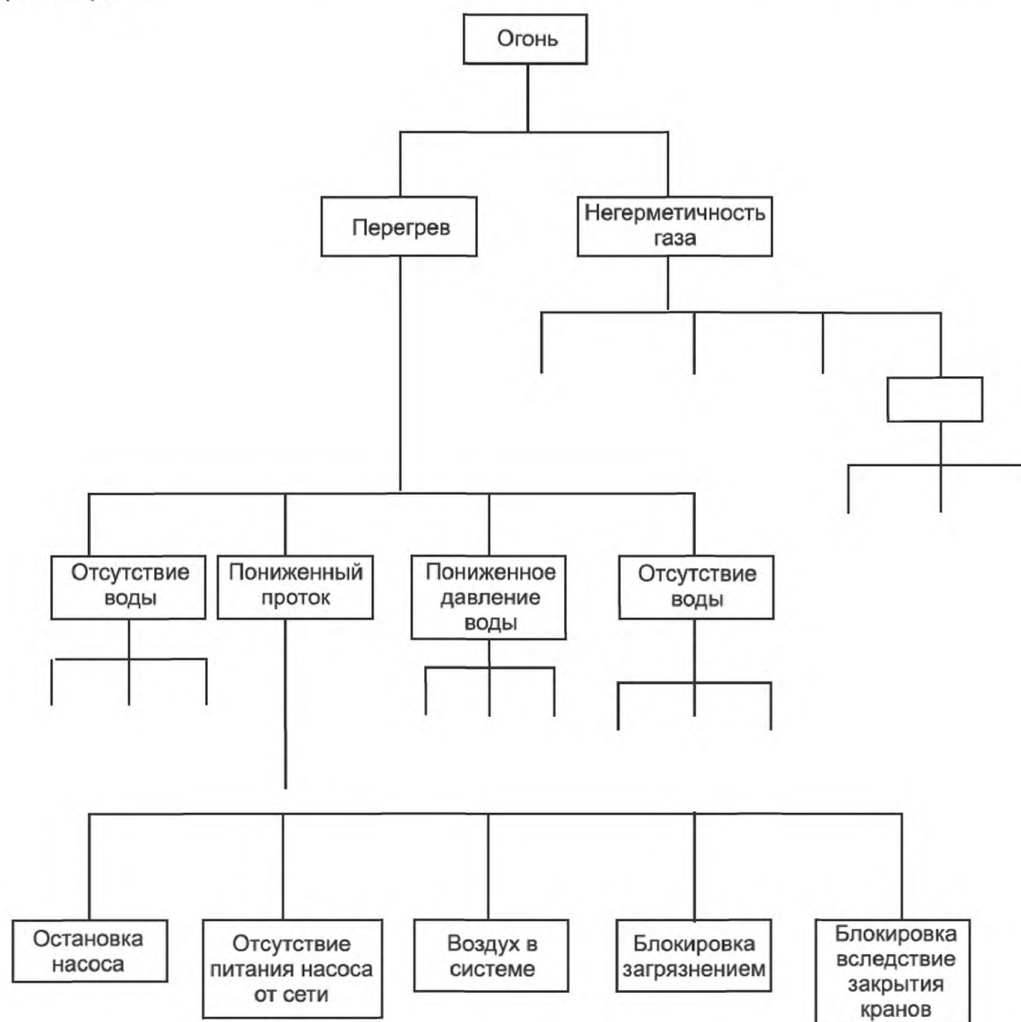 Огонь
Перегрев
Негерметичность
газа
Отсутствие
воды
Пониженный
проток
Пониженное
давление
воды
Отсутствие
воды
Остановка
насоса
Отсутствие
питания насоса
от сети
Воздух в
системе
Блокировка
загрязнением
Блокировка
вследствие
закрытия
кранов